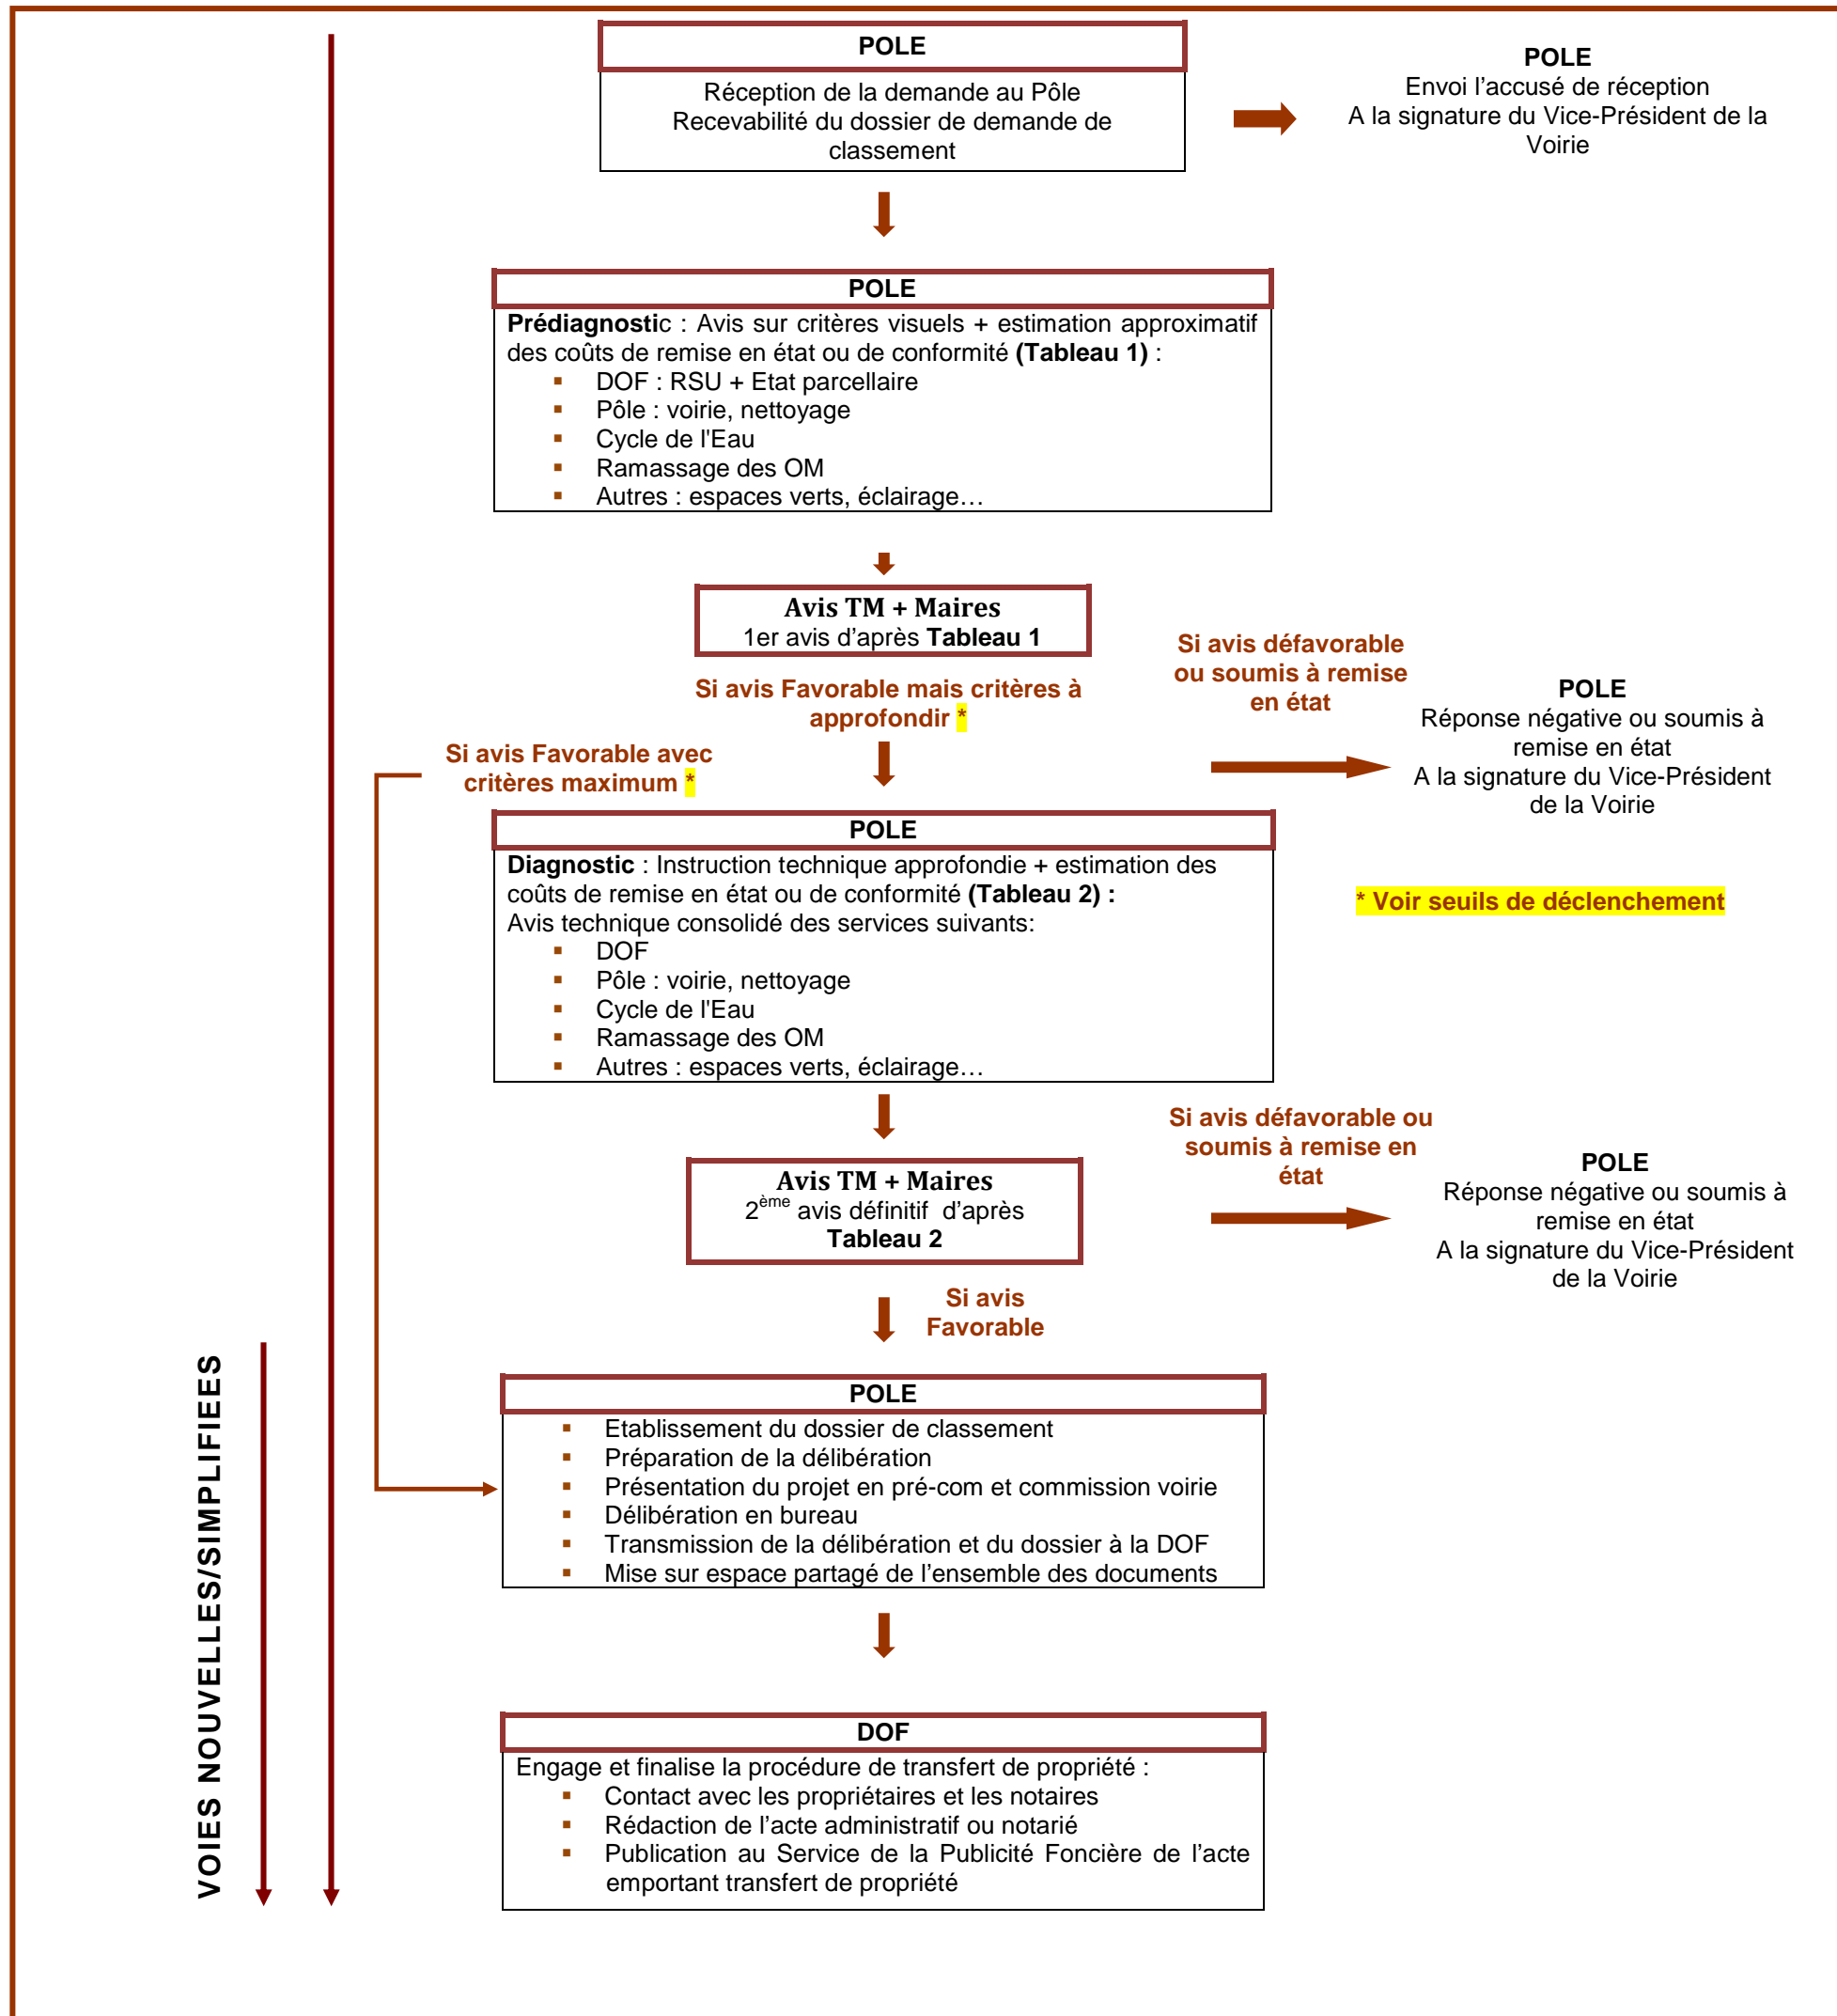 POLE
Réception de la demande au Pôle
Recevabilité du dossier de demande de
classement
POLE
Envoi l'accusé de réception
A la signature du Vice-Président de la
Voirie
POLE
Prédiagnostic : Avis sur critères visuels + estimation approximatif
des coûts de remise en état ou de conformité (Tableau 1) :
▪ DOF : RSU + Etat parcellaire
▪ Pôle : voirie, nettoyage
▪ Cycle de l'Eau
▪ Ramassage des OM
▪ Autres : espaces verts, éclairage…
Avis TM + Maires
1er avis d’après Tableau 1
Si avis défavorable
ou soumis à remise
en état
Si avis Favorable mais critères à
approfondir *
POLE
Réponse négative ou soumis à
remise en état
A la signature du Vice-Président
de la Voirie
Si avis Favorable avec
critères maximum *
POLE
Diagnostic : Instruction technique approfondie + estimation des
coûts de remise en état ou de conformité (Tableau 2) :
Avis technique consolidé des services suivants:
▪ DOF
▪ Pôle : voirie, nettoyage
▪ Cycle de l'Eau
▪ Ramassage des OM
▪ Autres : espaces verts, éclairage…
* Voir seuils de déclenchement
Avis TM + Maires
2ème avis définitif d’après
Tableau 2
Si avis défavorable ou
soumis à remise en
état
POLE
Réponse négative ou soumis à
remise en état
A la signature du Vice-Président
de la Voirie
Si avis
Favorable
POLE
▪ Etablissement du dossier de classement
▪ Préparation de la délibération
▪ Présentation du projet en pré-com et commission voirie
▪ Délibération en bureau
▪ Transmission de la délibération et du dossier à la DOF
▪ Mise sur espace partagé de l’ensemble des documents
VOIES NOUVELLES/SIMPLIFIEES
DOF
Engage et finalise la procédure de transfert de propriété :
▪ Contact avec les propriétaires et les notaires
▪ Rédaction de l’acte administratif ou notarié
▪ Publication au Service de la Publicité Foncière de l’acte
emportant transfert de propriété